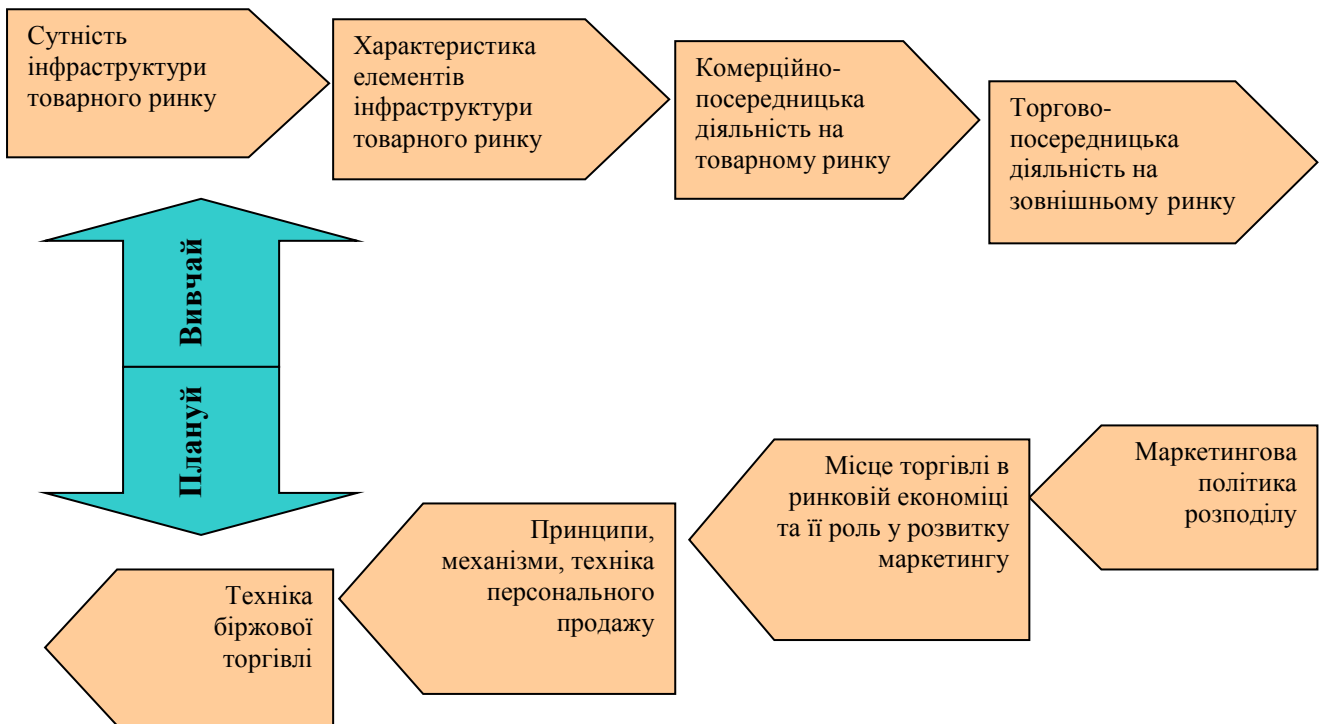 Сутність
інфраструктури
товарного ринку
Характеристика
елементів
інфраструктури
товарного ринку
Комерційно-
посередницька
діяльність на
товарному ринку
Торгово-
посередницька
діяльність на
зовнішньому ринку
Вивчай
Плануй
Маркетингова
політика
розподілу
Місце торгівлі в
ринковій економіці
та її роль у розвитку
маркетингу
Принципи,
механізми, техніка
персонального
продажу
Техніка
біржової
торгівлі